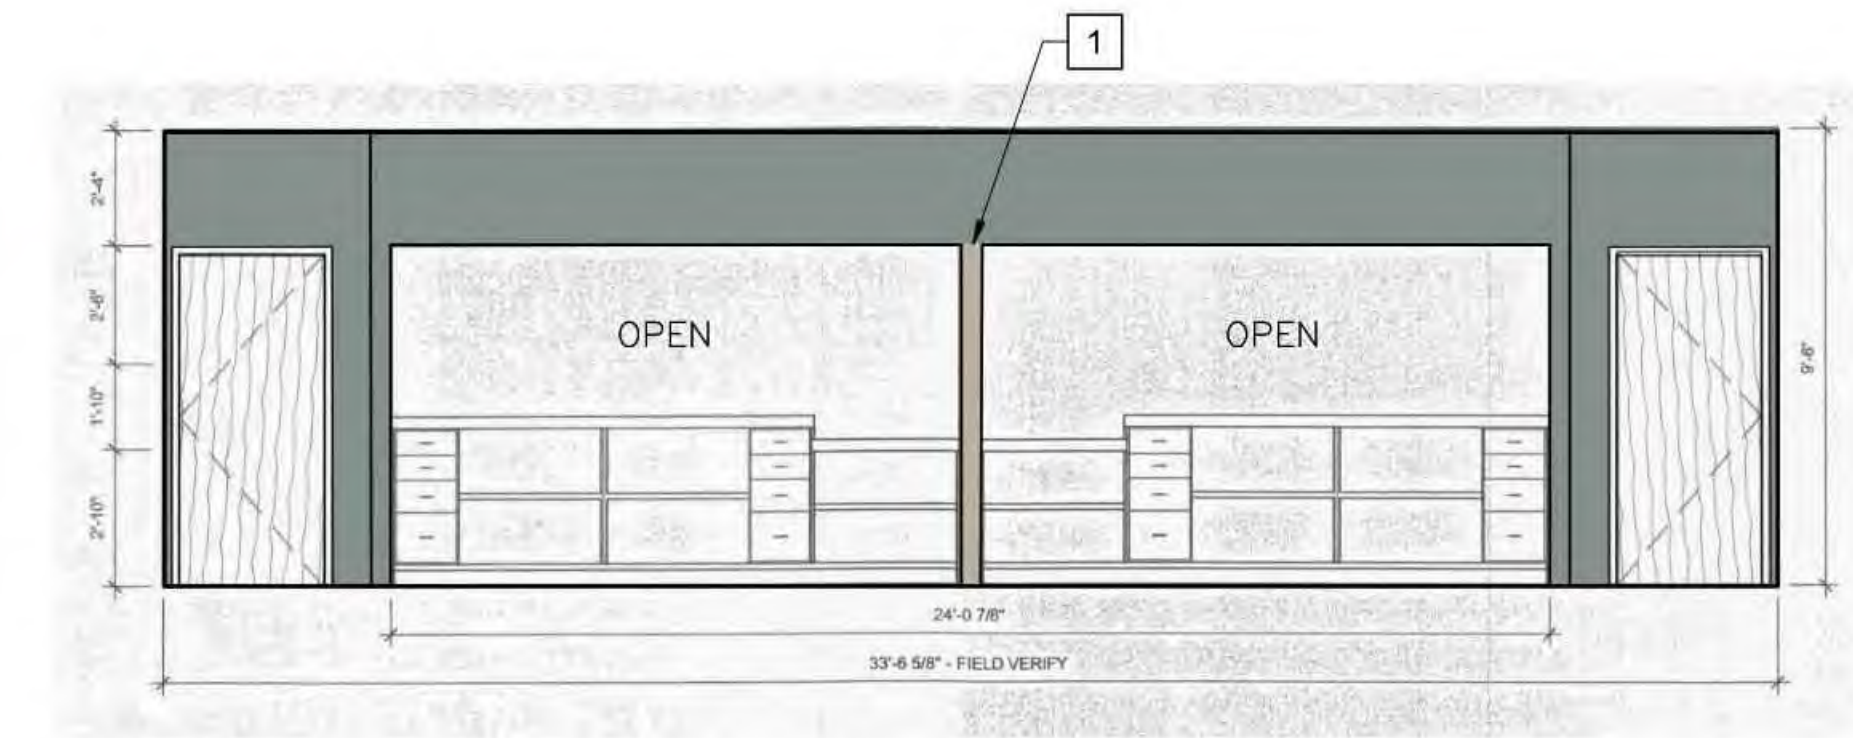 1
2'-4"
2'-6"
1'-10"
2'-10"
OPEN
OPEN
9'-6"
24'-0 7/8"
33'-6 5/8" - FIELD VERIFY